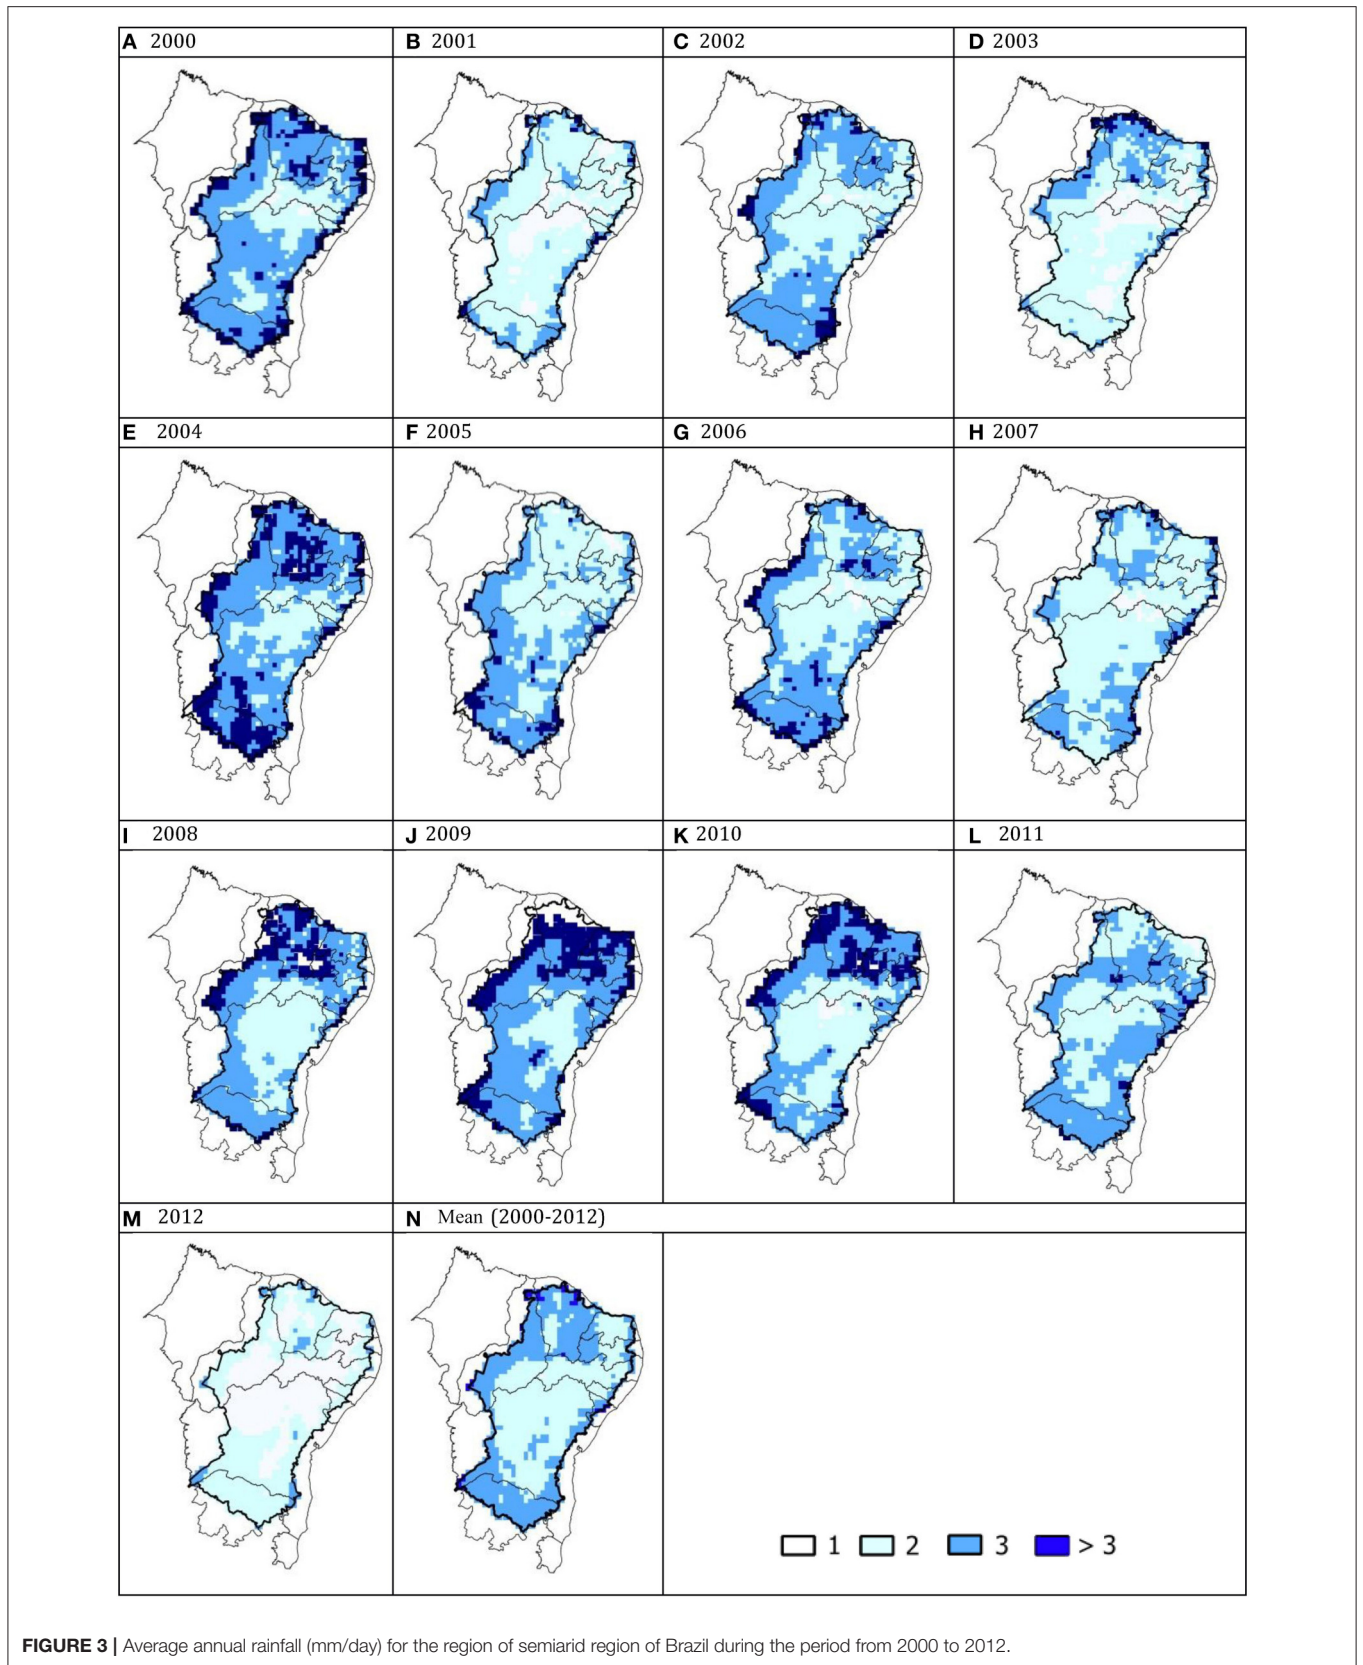 A 2000
B 2001
C 2002
D 2003
E 2004
F 2005
G 2006
H 2007
I 2008
J 2009
K 2010
L 2011
M 2012
N Mean (2000-2012)
1 2 3 > 3
FIGURE 3 | Average annual rainfall (mm/day) for the region of semiarid region of Brazil during the period from 2000 to 2012.